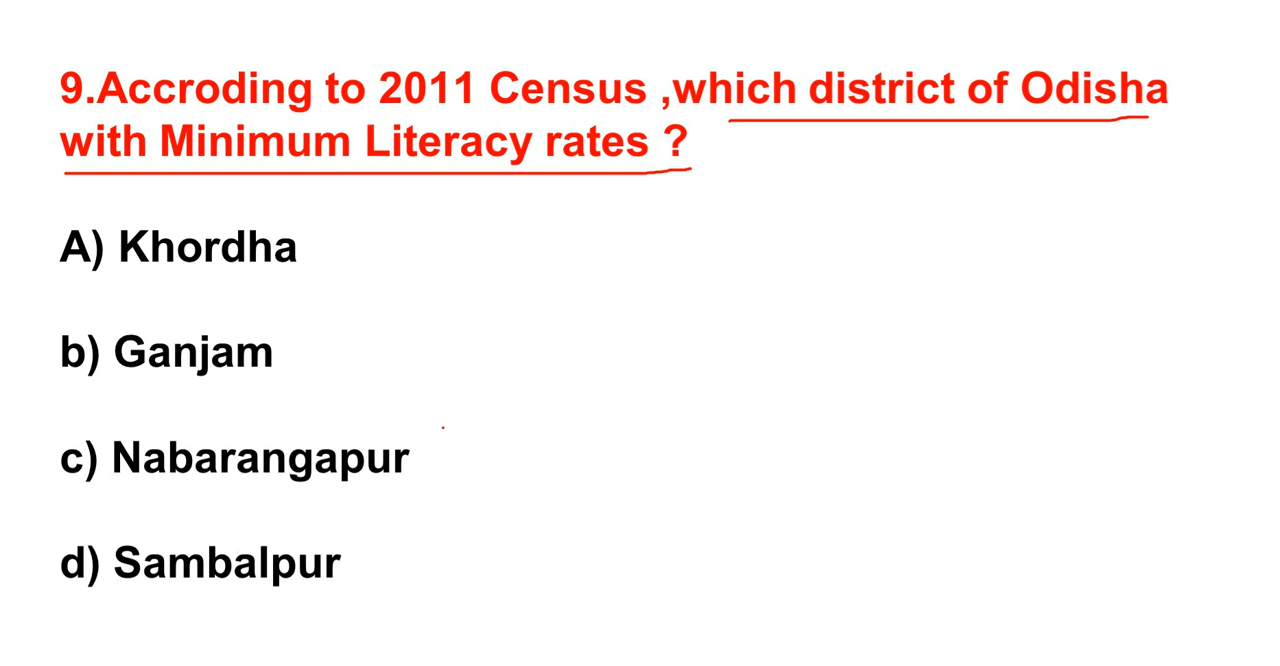 9.Accroding to 2011 Census ,which district of Odisha
with Minimum Literacy rates ?
A) Khordha
b) Ganjam
c) Nabarangapur
d) Sambalpur